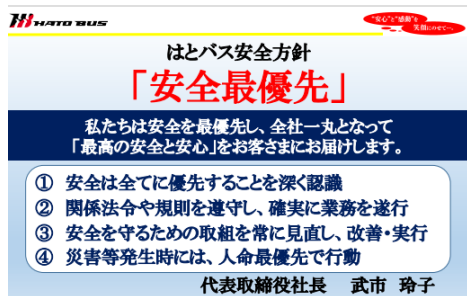 HATO BUS
"安心"と"感動"を
笑顔にのせて～
はとバス安全方針
「安全最優先」
私たちは安全を最優先し、全社一丸となって
「最高の安全と安心」をお客さまにお届けします。
① 安全は全てに優先することを深く認識
② 関係法令や規則を遵守し、確実に業務を遂行
③ 安全を守るための取組を常に見直し、改善・実行
④ 災害等発生時には、人命最優先で行動
代表取締役社長 武市 玲子